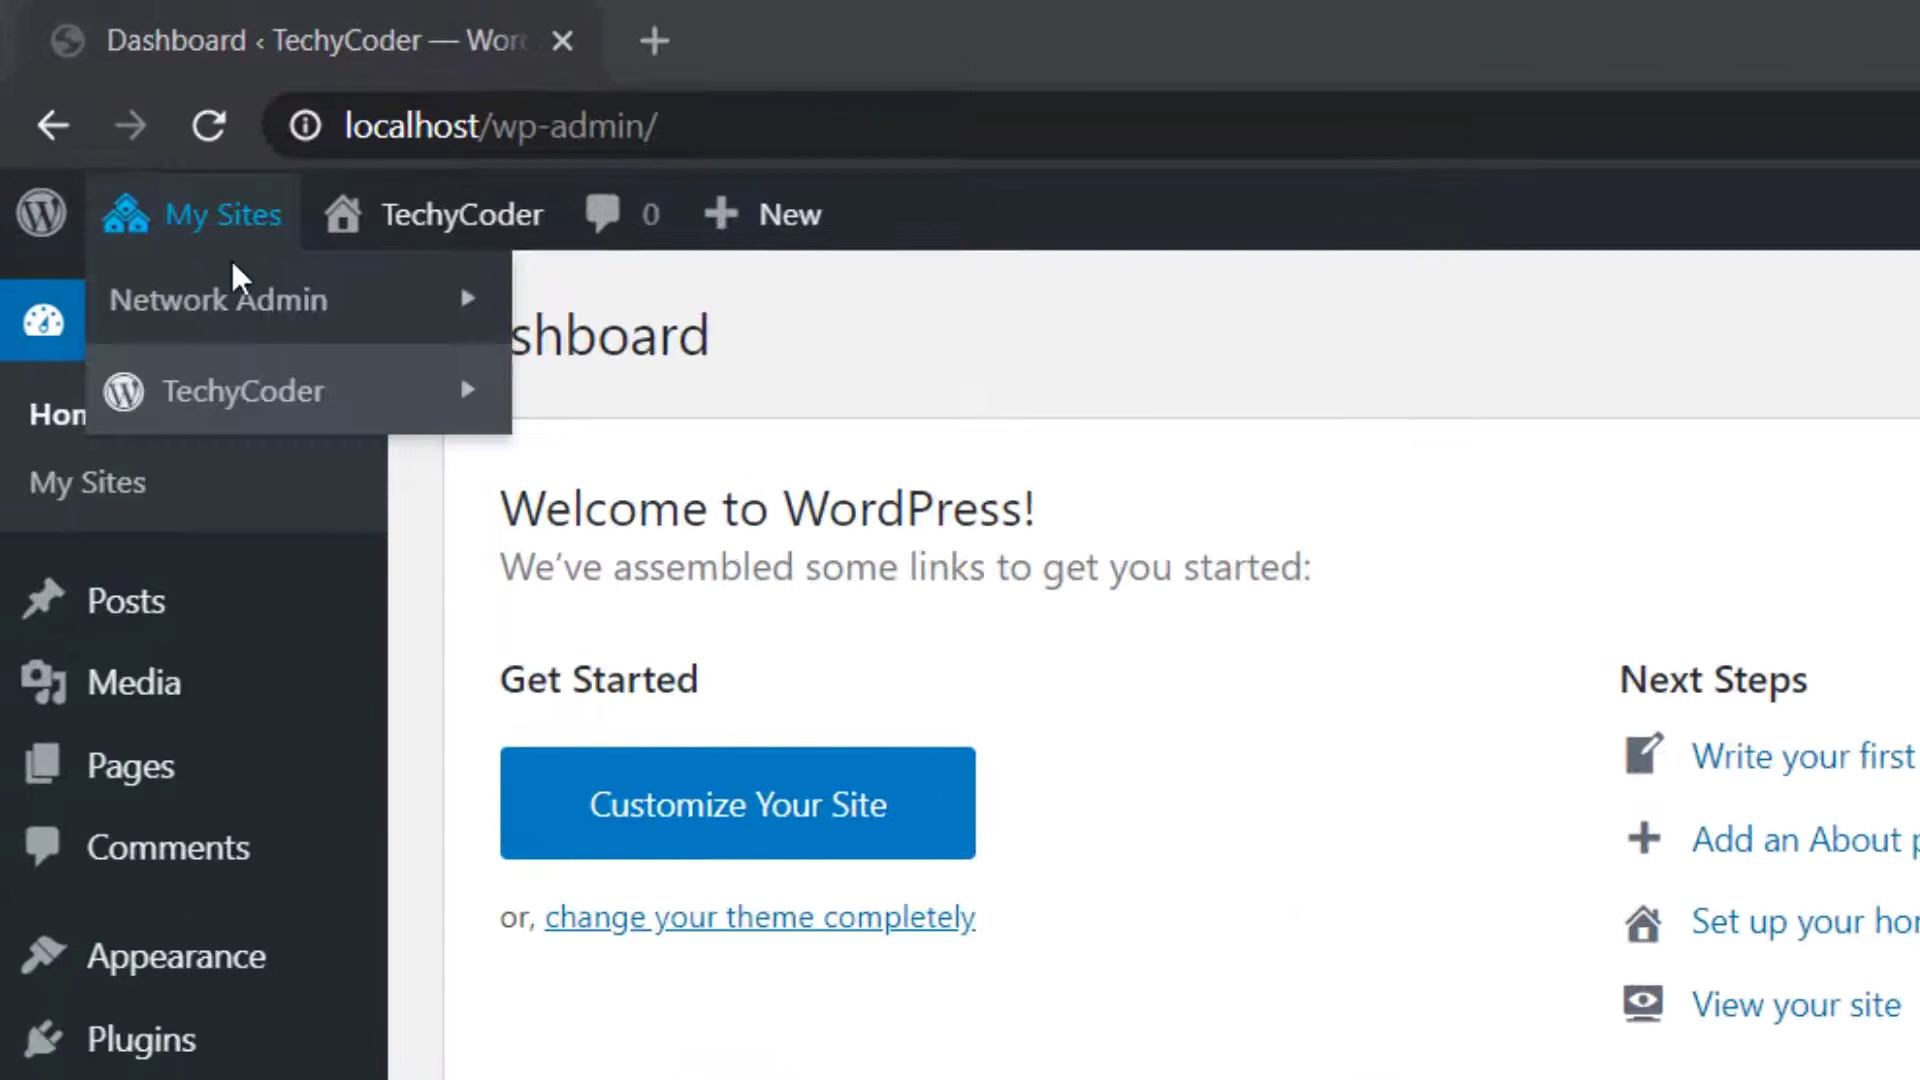 Dashboard ‹ TechyCoder — Wor
localhost/wp-admin/
My Sites TechyCoder 0 New
Network Admin
shboard
TechyCoder
Hom
My Sites
Welcome to WordPress!
We've assembled some links to get you started:
Posts
Get Started
Next Steps
Media
Write your first
Pages
Customize Your Site
Add an About p
Comments
or, change your theme completely
Set up your hom
Appearance
View your site
Plugins